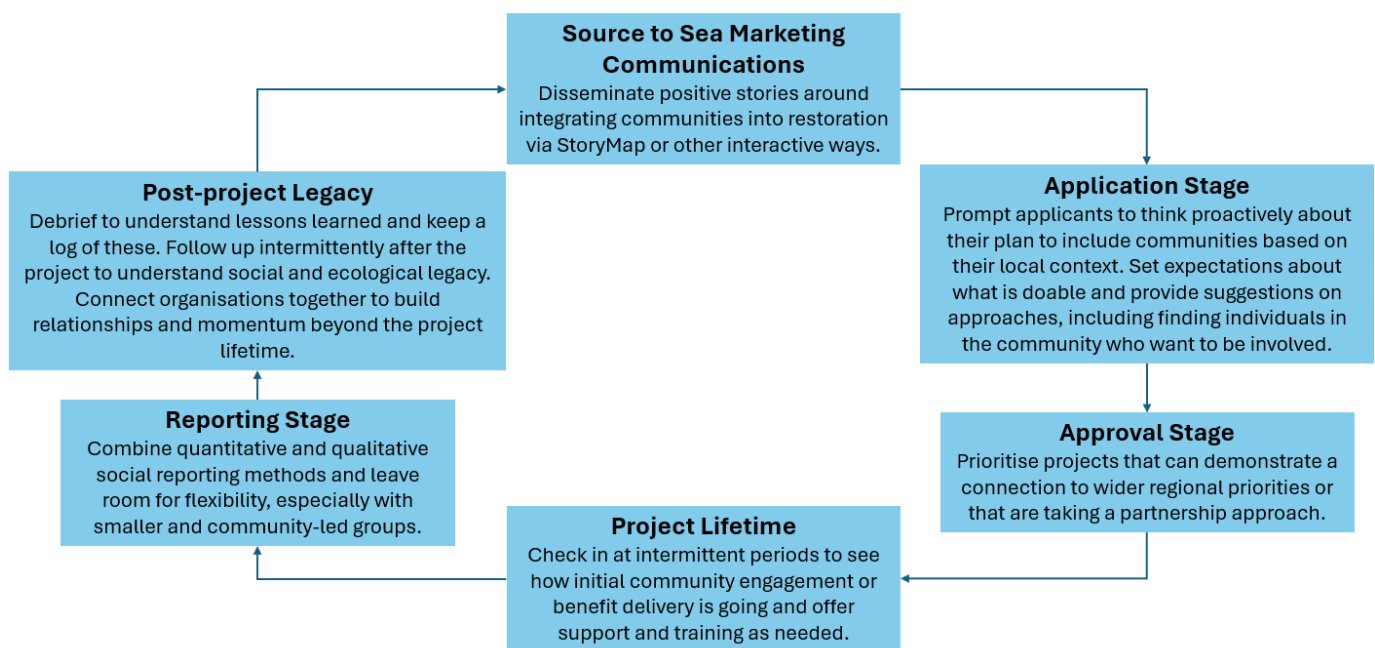 Source to Sea Marketing
Communications
Disseminate positive stories around
integrating communities into restoration
via StoryMap or other interactive ways.
Application Stage
Prompt applicants to think proactively about
their plan to include communities based on
their local context. Set expectations about
what is doable and provide suggestions on
approaches, including finding individuals in
the community who want to be involved.
Approval Stage
Prioritise projects that can demonstrate a
connection to wider regional priorities or
that are taking a partnership approach.
Project Lifetime
Check in at intermittent periods to see
how initial community engagement or
benefit delivery is going and offer
support and training as needed.
Reporting Stage
Combine quantitative and qualitative
social reporting methods and leave
room for flexibility, especially with
smaller and community-led groups.
Post-project Legacy
Debrief to understand lessons learned and keep a
log of these. Follow up intermittently after the
project to understand social and ecological legacy.
Connect organisations together to build
relationships and momentum beyond the project
lifetime.